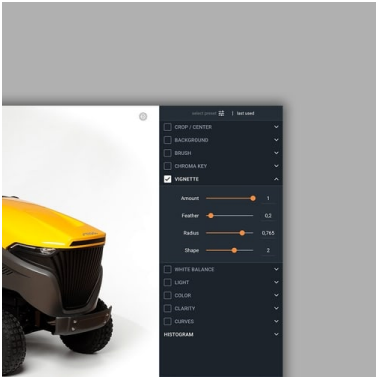 select preset | last used
CROP / CENTER
BACKGROUND
BRUSH
CHROMA KEY
VIGNETTE
Amount 1
Feather 0,2
Radius 0,765
Shape 2
WHITE BALANCE
LIGHT
COLOR
CLARITY
CURVES
HISTOGRAM